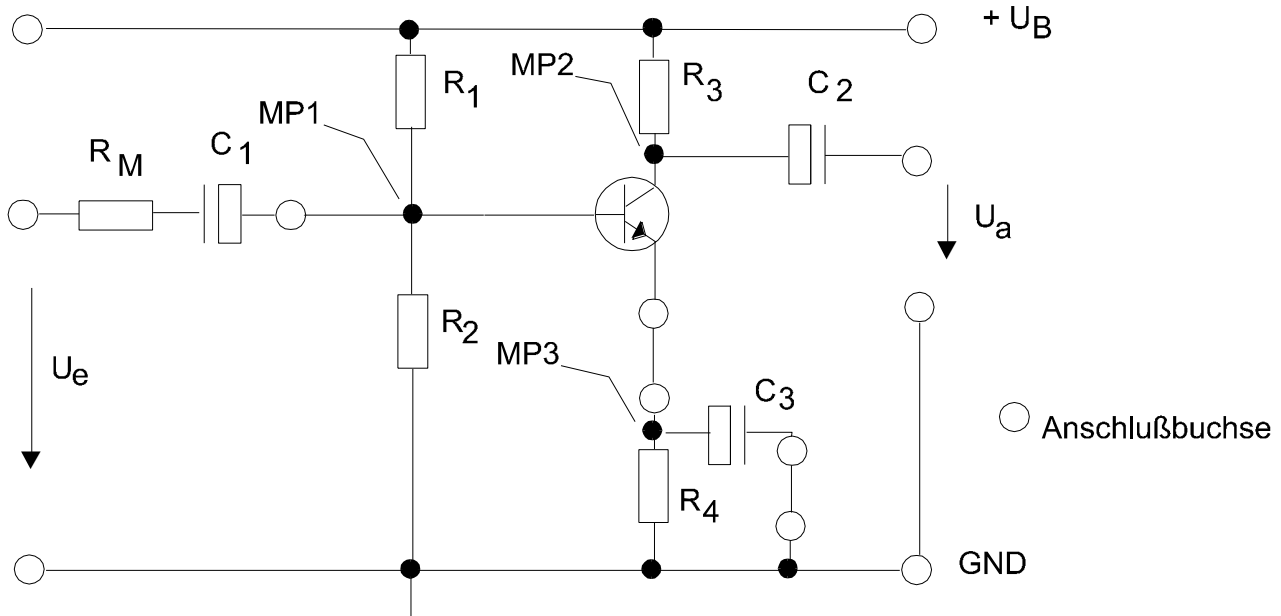 + U_B
MP2
R_3
C_2
R_1
MP1
C_1
R_M
U_a
R_2
MP3
U_e
C_3
Anschlußbuchse
R_4
GND